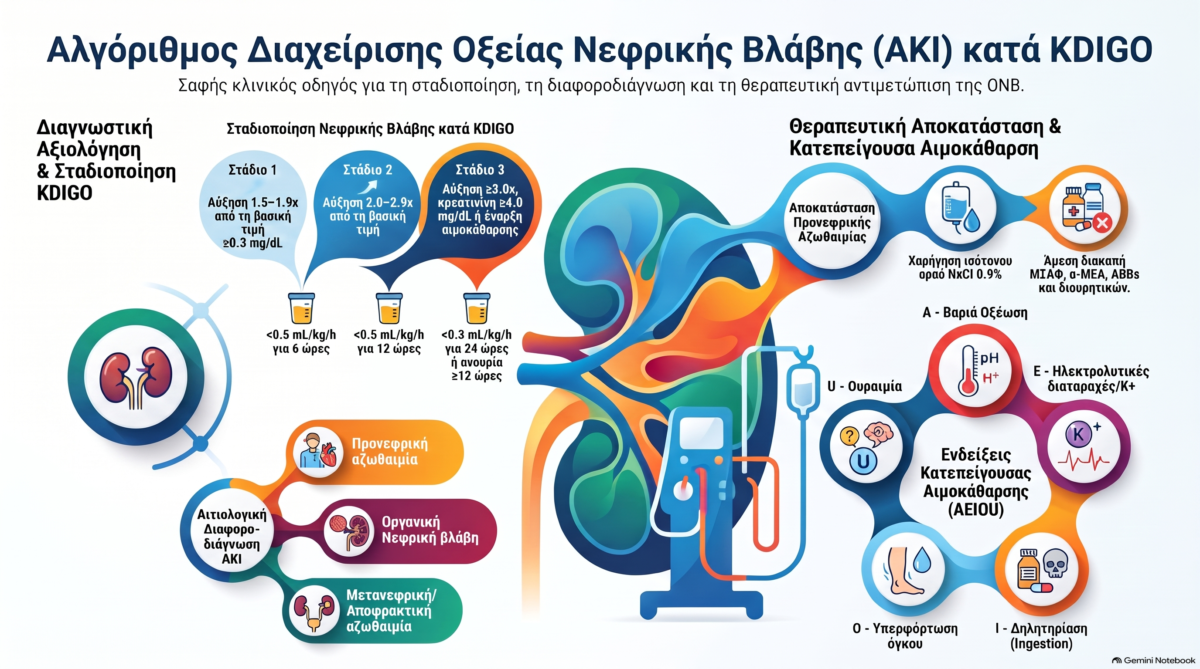 Αλγόριθμος Διαχείρισης Οξείας Νεφρικής Βλάβης (ΑΚΙ) κατά KDIGO
Σαφής κλινικός οδηγός για τη σταδιοποίηση, τη διαφοροδιάγνωση και τη θεραπευτική αντιμετώπιση της ΟΝΒ.
Διαγνωστική
Αξιολόγηση
& Σταδιοποίηση
KDIGO
Σταδιοποίηση Νεφρικής Βλάβης κατά KDIGO
Στάδιο 1
Αύξηση 1.5–1.9x
από τη βασική
τιμή
≥0.3 mg/dL
Στάδιο 2
Αύξηση 2.0–2.9x
από τη βασική
τιμή
Στάδιο 3
Αύξηση ≥3.0x,
κρεατινίνη ≥4.0
mg/dL ή έναρξη
αιμοκάθαρσης
<0.5 mL/kg/h
για 6 ώρες
<0.5 mL/kg/h
για 12 ώρες
<0.3 mL/kg/h
για 24 ώρες
ή ανουρία
≥12 ώρες
Αιτιολογική
Διαφορο-
διάγνωση
AKI
Προνεφρική
αζωθαιμία
Οργανική
Νεφρική βλάβη
Μετανεφρική/
Αποφρακτική
αζωθαιμία
Θεραπευτική Αποκατάσταση &
Κατεπείγουσα Αιμοκάθαρση
Αποκατάσταση
Προνεφρικής
Αζωθαιμίας
Χαρήγηση ισότονου
οραό NxCl 0.9%
Άμεση διακαπή
ΜΣΑΦ, α-ΜΕΑ, ABBs
και διουρητικών.
Α - Βαριά Οξέωση
pH
H+
E - Ηλεκτρολυτικές
διαταραχές/K+
K+
U - Ουραιμία
?
U
Ενδείξεις
Κατεπείγουσας
Αιμοκάθαρσης
(AEIOU)
O - Υπερφόρτωση
όγκου
I - Δηλητηρίαση
(Ingestion)
Gemini Notebook